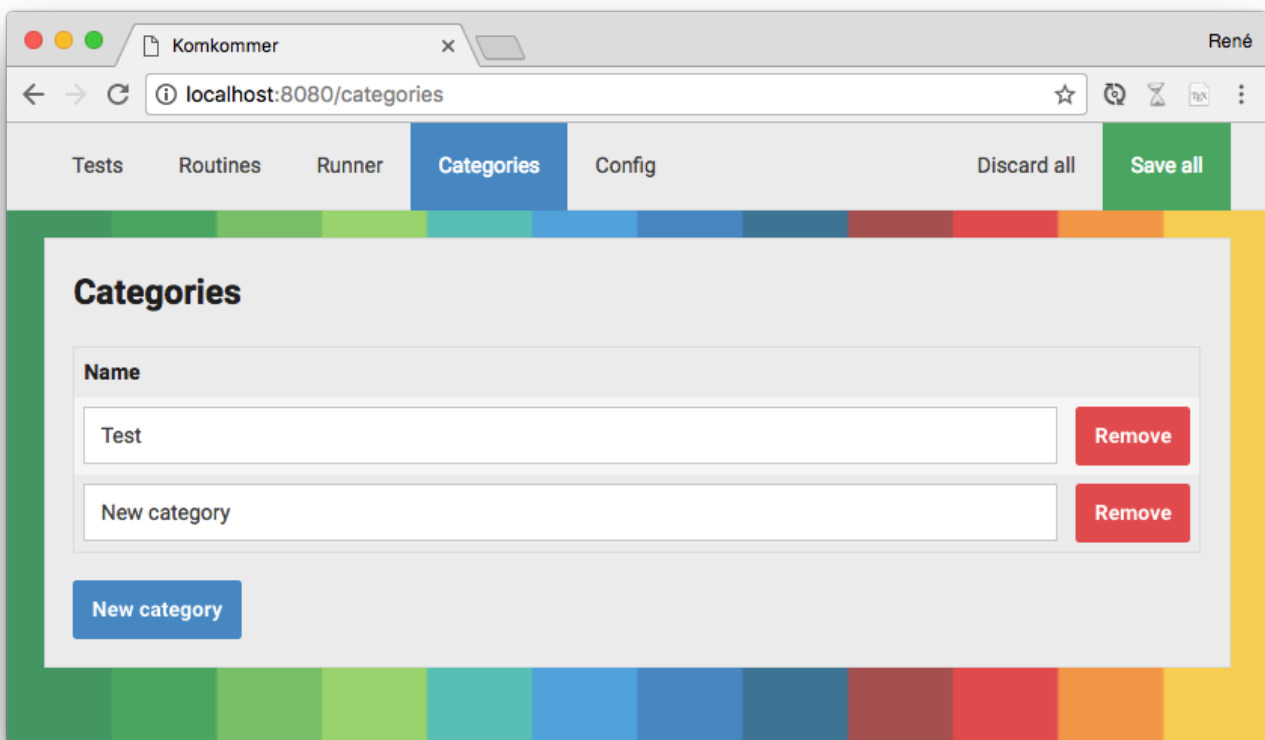 Komkommer
René
localhost:8080/categories
TEX
Tests Routines Runner Categories Config Discard all Save all
Categories
Name
Test Remove
New category Remove
New category